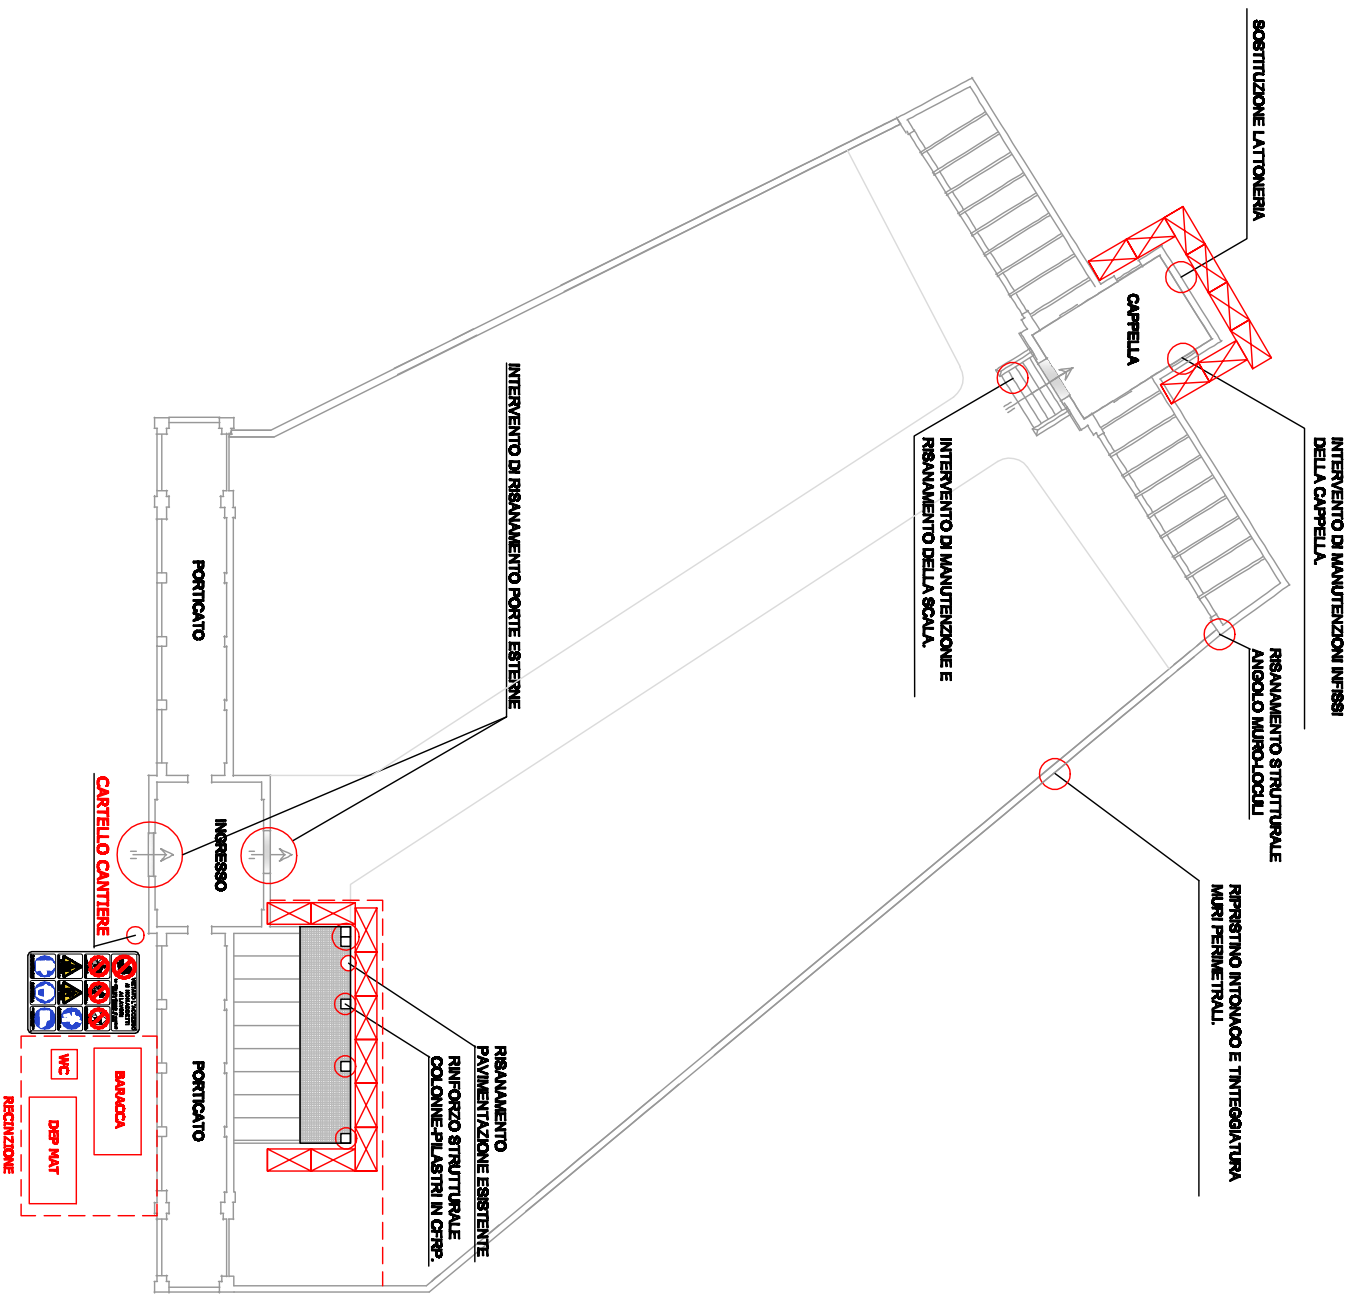 SOSTITUZIONE LATTONERIA
CAPPELLA
INTERVENTO DI MANUTENZIONI INFISSI
DELLA CAPPELLA.
INTERVENTO DI MANUTENZIONE E
RISANAMENTO DELLA SCALA.
RISANAMENTO STRUTTURALE
ANGOLO MURO-LOCULI
RIPRISTINO INTONACO E TINTEGGIATURA
MURI PERIMETRALI.
INTERVENTO DI RISANAMENTO PORTE ESTERNE
PORTICATO
INGRESSO
CARTELLO CANTIERE
PORTICATO
RISANAMENTO
PAVIMENTAZIONE ESISTENTE
RINFORZO STRUTTURALE
COLONNE-PILASTRI IN CFRP.
BARACCA
WC
DEP MAT
RECINZIONE